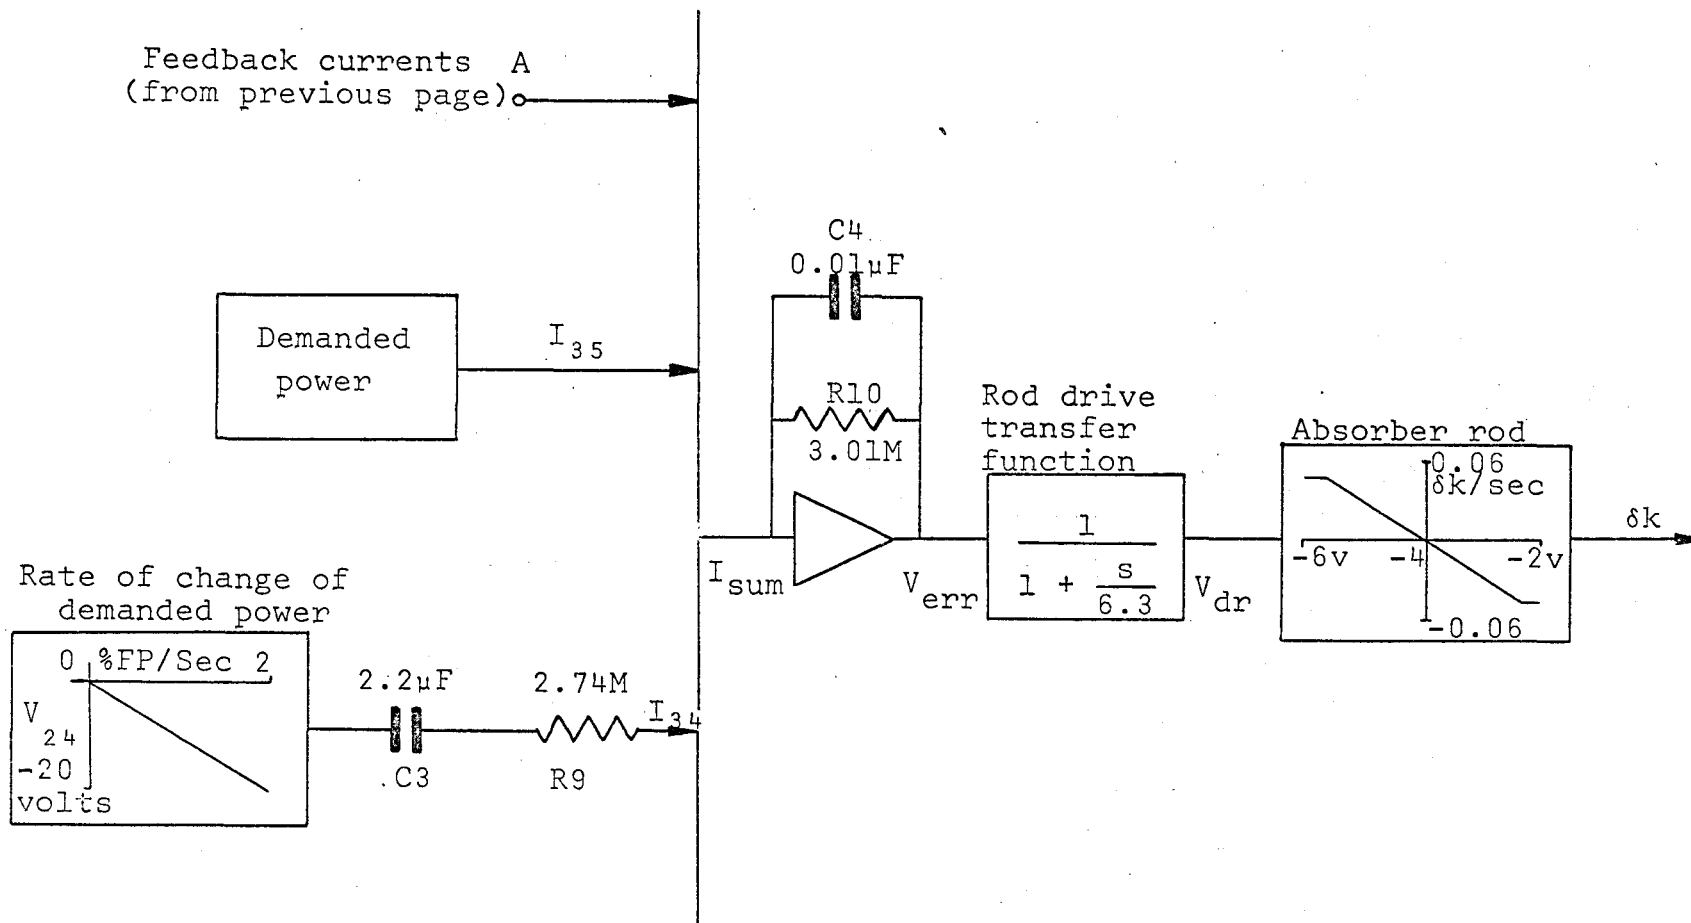 Feedback currents A
(from previous page)
C4
0.01μF
Demanded
power
I35
R10
3.01M
Rod drive
transfer
function
1
1 + s
6.3
Absorber rod
0.06
δk/sec
-6v -4 -2v
-0.06
δk
Isum
Verr
Vdr
Rate of change of
demanded power
0 %FP/Sec 2
V24
-20
volts
2.2μF
C3
2.74M
R9
I34